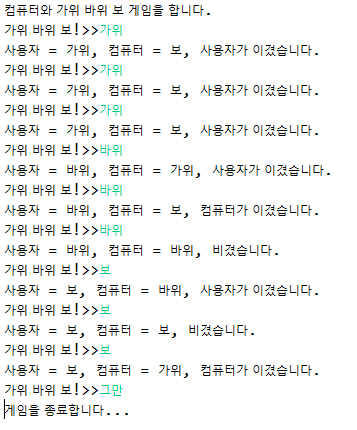 컴퓨터와 가위 바위 보 게임을 합니다.
가위 바위 보!>>가위
사용자 = 가위, 컴퓨터 = 보, 사용자가 이겼습니다.
가위 바위 보!>>가위
사용자 = 가위, 컴퓨터 = 보, 사용자가 이겼습니다.
가위 바위 보!>>가위
사용자 = 가위, 컴퓨터 = 보, 사용자가 이겼습니다.
가위 바위 보!>>바위
사용자 = 바위, 컴퓨터 = 가위, 사용자가 이겼습니다.
가위 바위 보!>>바위
사용자 = 바위, 컴퓨터 = 보, 컴퓨터가 이겼습니다.
가위 바위 보!>>바위
사용자 = 바위, 컴퓨터 = 바위, 비겼습니다.
가위 바위 보!>>보
사용자 = 보, 컴퓨터 = 바위, 사용자가 이겼습니다.
가위 바위 보!>>보
사용자 = 보, 컴퓨터 = 보, 비겼습니다.
가위 바위 보!>>보
사용자 = 보, 컴퓨터 = 가위, 컴퓨터가 이겼습니다.
가위 바위 보!>>그만
게임을 종료합니다...